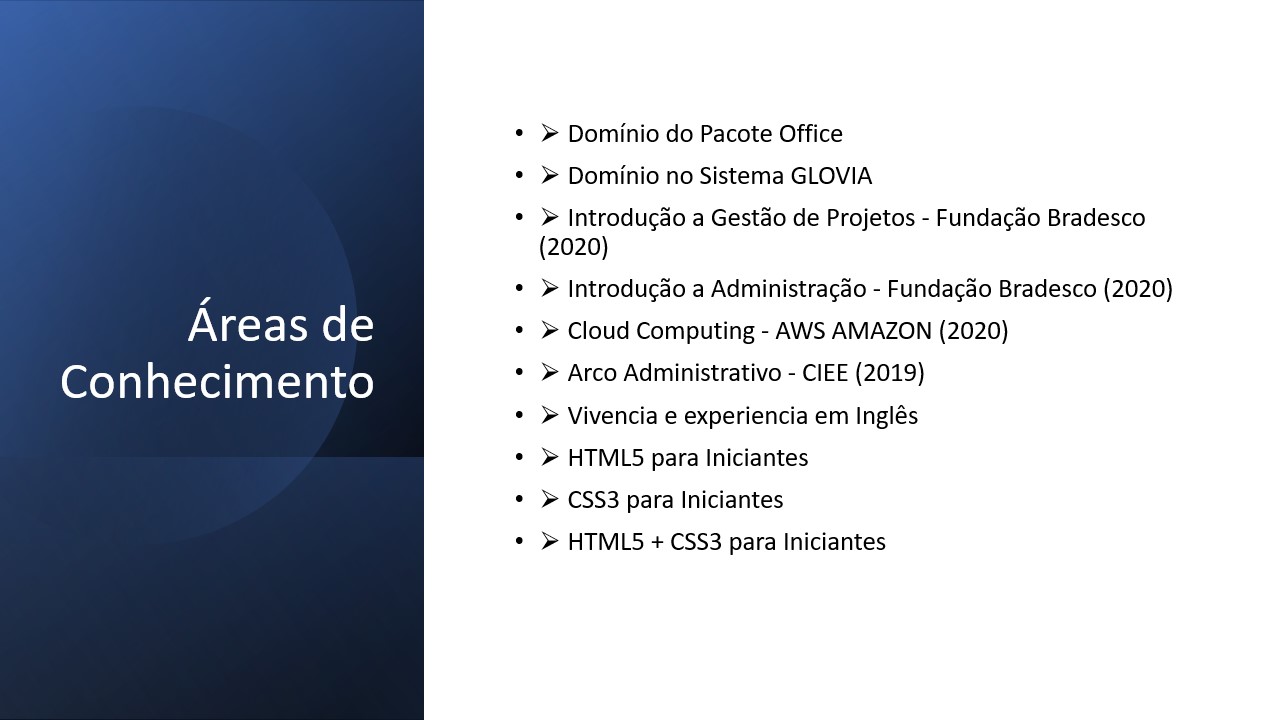 Áreas de
Conhecimento
• ➢ Domínio do Pacote Office
• ➢ Domínio no Sistema GLOVIA
• ➢ Introdução a Gestão de Projetos - Fundação Bradesco
(2020)
• ➢ Introdução a Administração - Fundação Bradesco (2020)
• ➢ Cloud Computing - AWS AMAZON (2020)
• ➢ Arco Administrativo - CIEE (2019)
• ➢ Vivencia e experiencia em Inglês
• ➢ HTML5 para Iniciantes
• ➢ CSS3 para Iniciantes
• ➢ HTML5 + CSS3 para Iniciantes